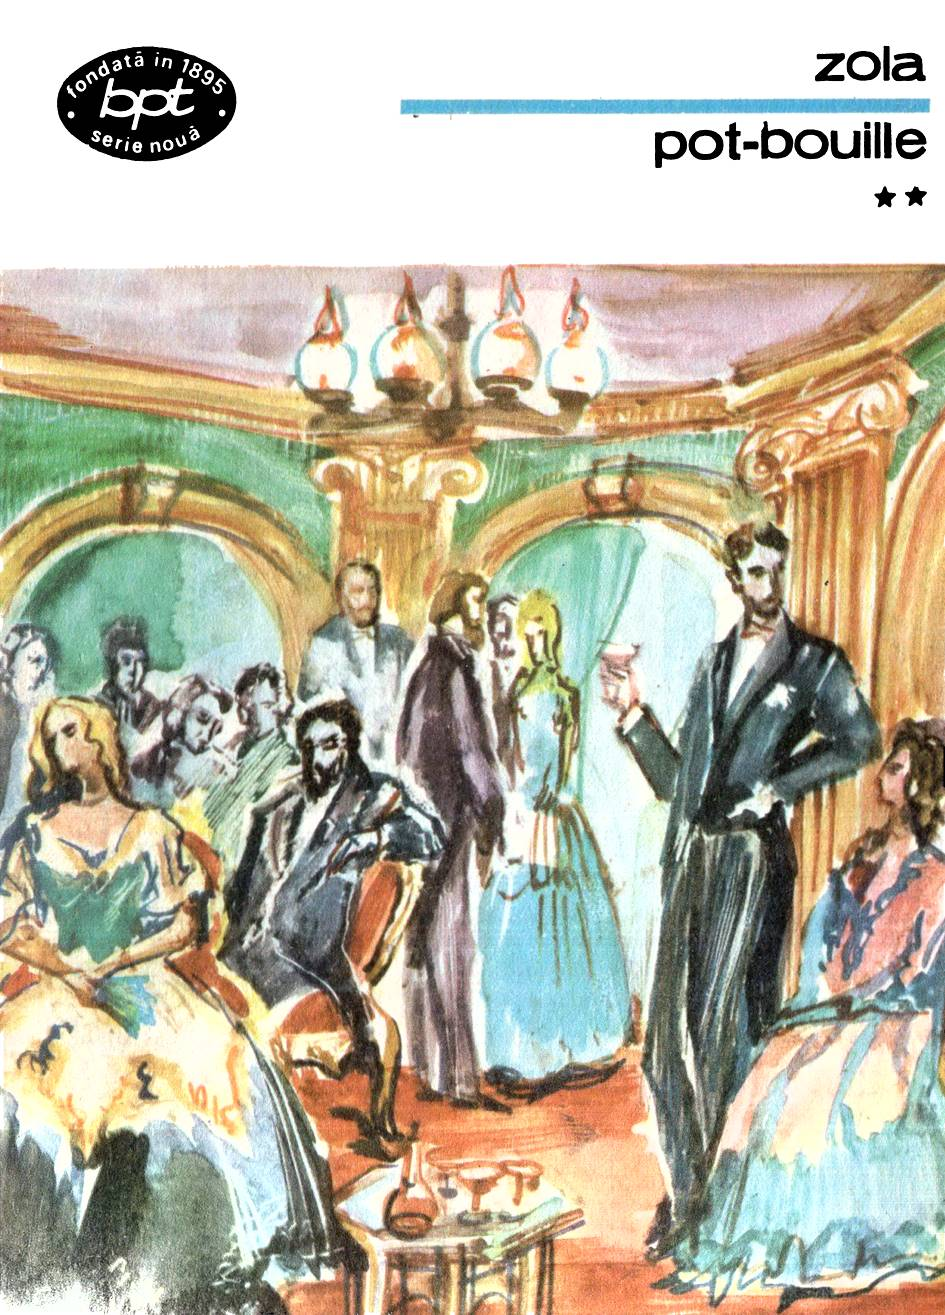 fondată în 1895
bpt
serie nouă
zola
pot-bouille
★★